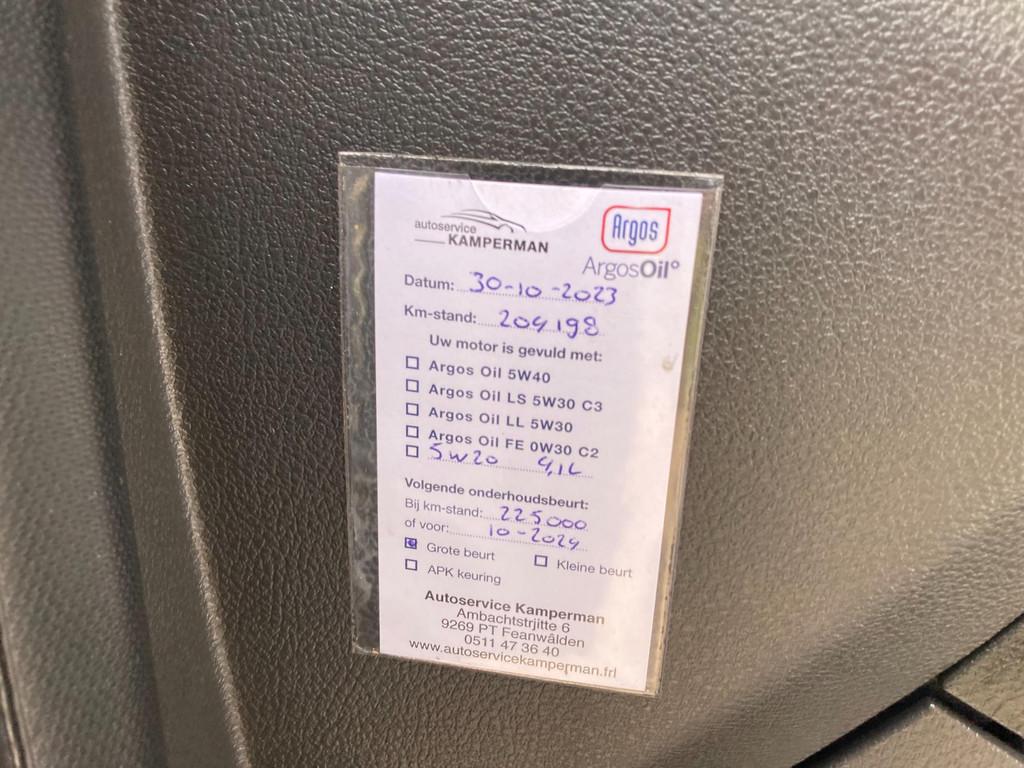 autoservice
KAMPERMAN
Argos
ArgosOil°
Datum: 30-10-2023
Km-stand: 204198
Uw motor is gevuld met:
☐ Argos Oil 5W40
☐ Argos Oil LS 5W30 C3
☐ Argos Oil LL 5W30
☐ Argos Oil FE 0W30 C2
☐ 5W20 4,1L
Volgende onderhoudsbeurt:
Bij km-stand: 225000
of voor: 10-2024
☒ Grote beurt ☐ Kleine beurt
☐ APK keuring
Autoservice Kamperman
Ambachtstrjitte 6
9269 PT Feanwâlden
0511 47 36 40
www.autoservicekamperman.frl